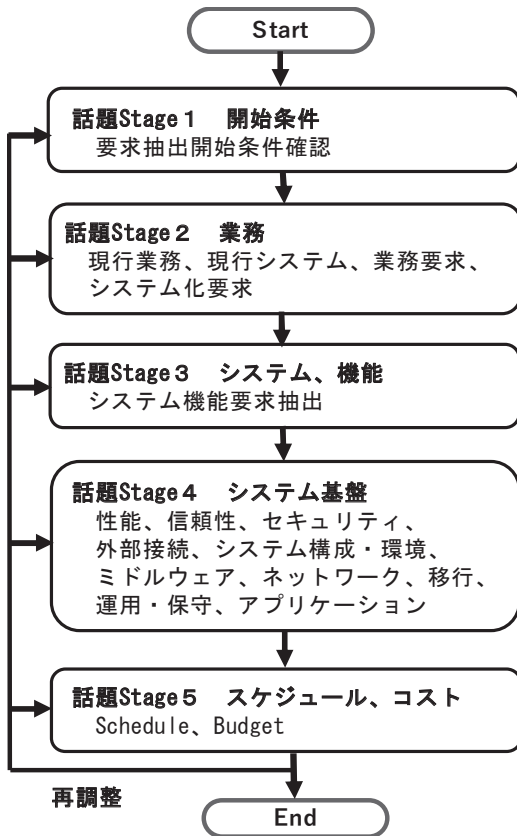 Start
話題Stage1 開始条件
要求抽出開始条件確認
話題Stage2 業務
現行業務、現行システム、業務要求、
システム化要求
話題Stage3 システム、機能
システム機能要求抽出
話題Stage4 システム基盤
性能、信頼性、セキュリティ、
外部接続、システム構成・環境、
ミドルウェア、ネットワーク、移行、
運用・保守、アプリケーション
話題Stage5 スケジュール、コスト
Schedule、Budget
再調整
End